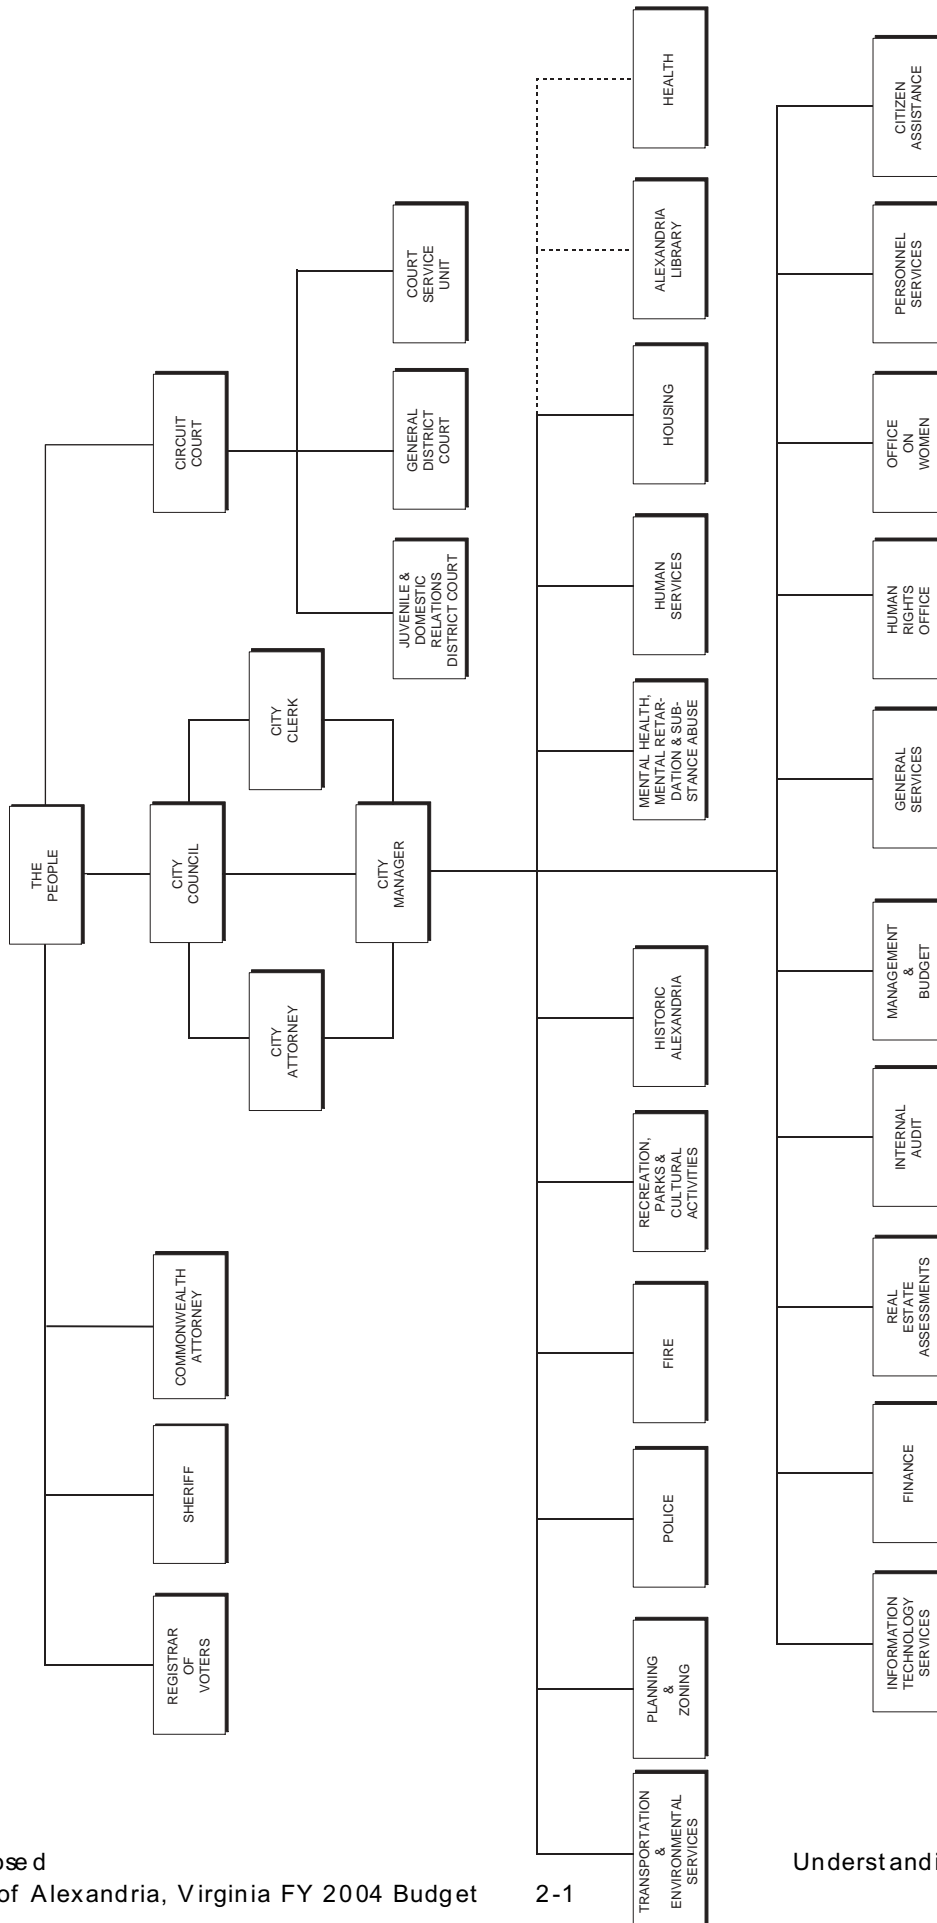 THE
PEOPLE
REGISTRAR
OF
VOTERS
SHERIFF
COMMONWEALTH
ATTORNEY
CITY
COUNCIL
CIRCUIT
COURT
CITY
ATTORNEY
CITY
CLERK
CITY
MANAGER
JUVENILE &
DOMESTIC
RELATIONS
DISTRICT COURT
GENERAL
DISTRICT
COURT
COURT
SERVICE
UNIT
TRANSPORTATION
&
ENVIRONMENTAL
SERVICES
PLANNING
&
ZONING
POLICE
FIRE
RECREATION,
PARKS &
CULTURAL
ACTIVITIES
HISTORIC
ALEXANDRIA
MENTAL HEALTH,
MENTAL RETAR-
DATION & SUB-
STANCE ABUSE
HUMAN
SERVICES
HOUSING
ALEXANDRIA
LIBRARY
HEALTH
INFORMATION
TECHNOLOGY
SERVICES
FINANCE
REAL
ESTATE
ASSESSMENTS
INTERNAL
AUDIT
MANAGEMENT
&
BUDGET
GENERAL
SERVICES
HUMAN
RIGHTS
OFFICE
OFFICE
ON
WOMEN
PERSONNEL
SERVICES
CITIZEN
ASSISTANCE
osed
of Alexandria, Virginia FY 2004 Budget 2-1
Understandi